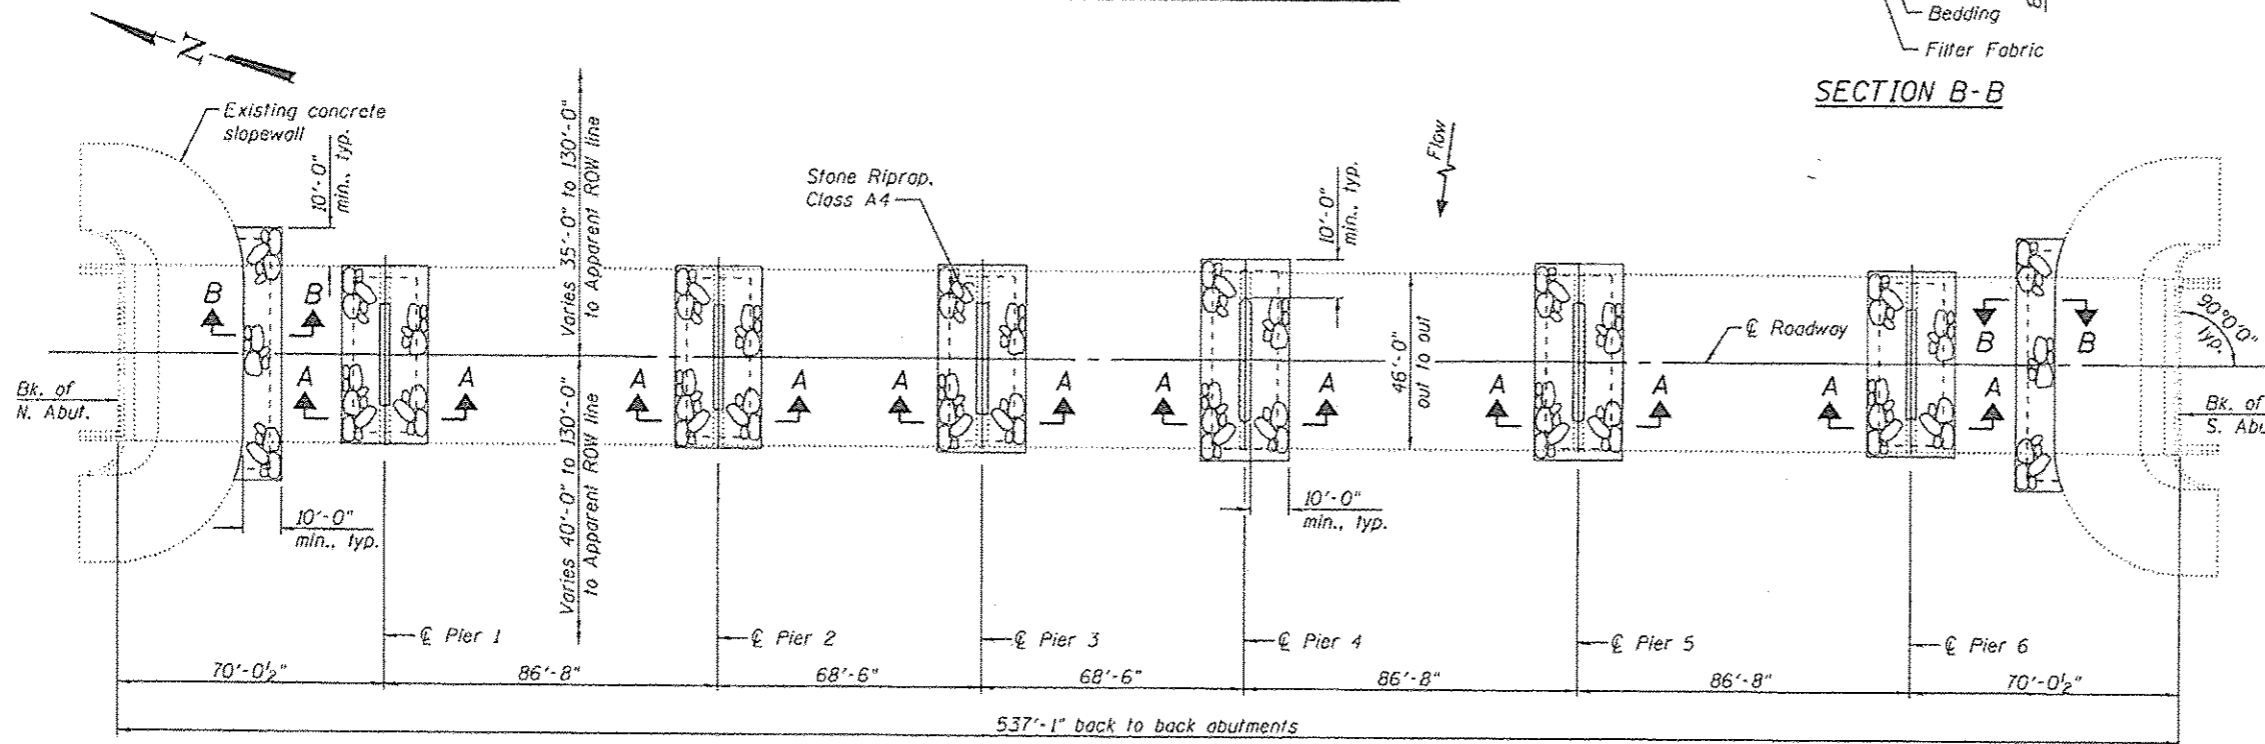 Bedding
Filter Fabric
SECTION B-B
N
Existing concrete
slopewall
10'-0"
min., typ.
Varies 35'-0" to 130'-0"
to Apparent ROW line
Varies 40'-0" to 130'-0"
to Apparent ROW line
Stone Riprap,
Class A4
Flow
10'-0"
min., typ.
46'-0"
out to out
℄ Roadway
90°0'0"
typ.
B B
B B
A A
A A
A A
A A
A A
A A
Bk. of
N. Abut.
Bk. of
S. Abu
10'-0"
min., typ.
10'-0"
min., typ.
℄ Pier 1
℄ Pier 2
℄ Pier 3
℄ Pier 4
℄ Pier 5
℄ Pier 6
70'-0½" 86'-8" 68'-6" 68'-6" 86'-8" 86'-8" 70'-0½"
537'-1" back to back abutments